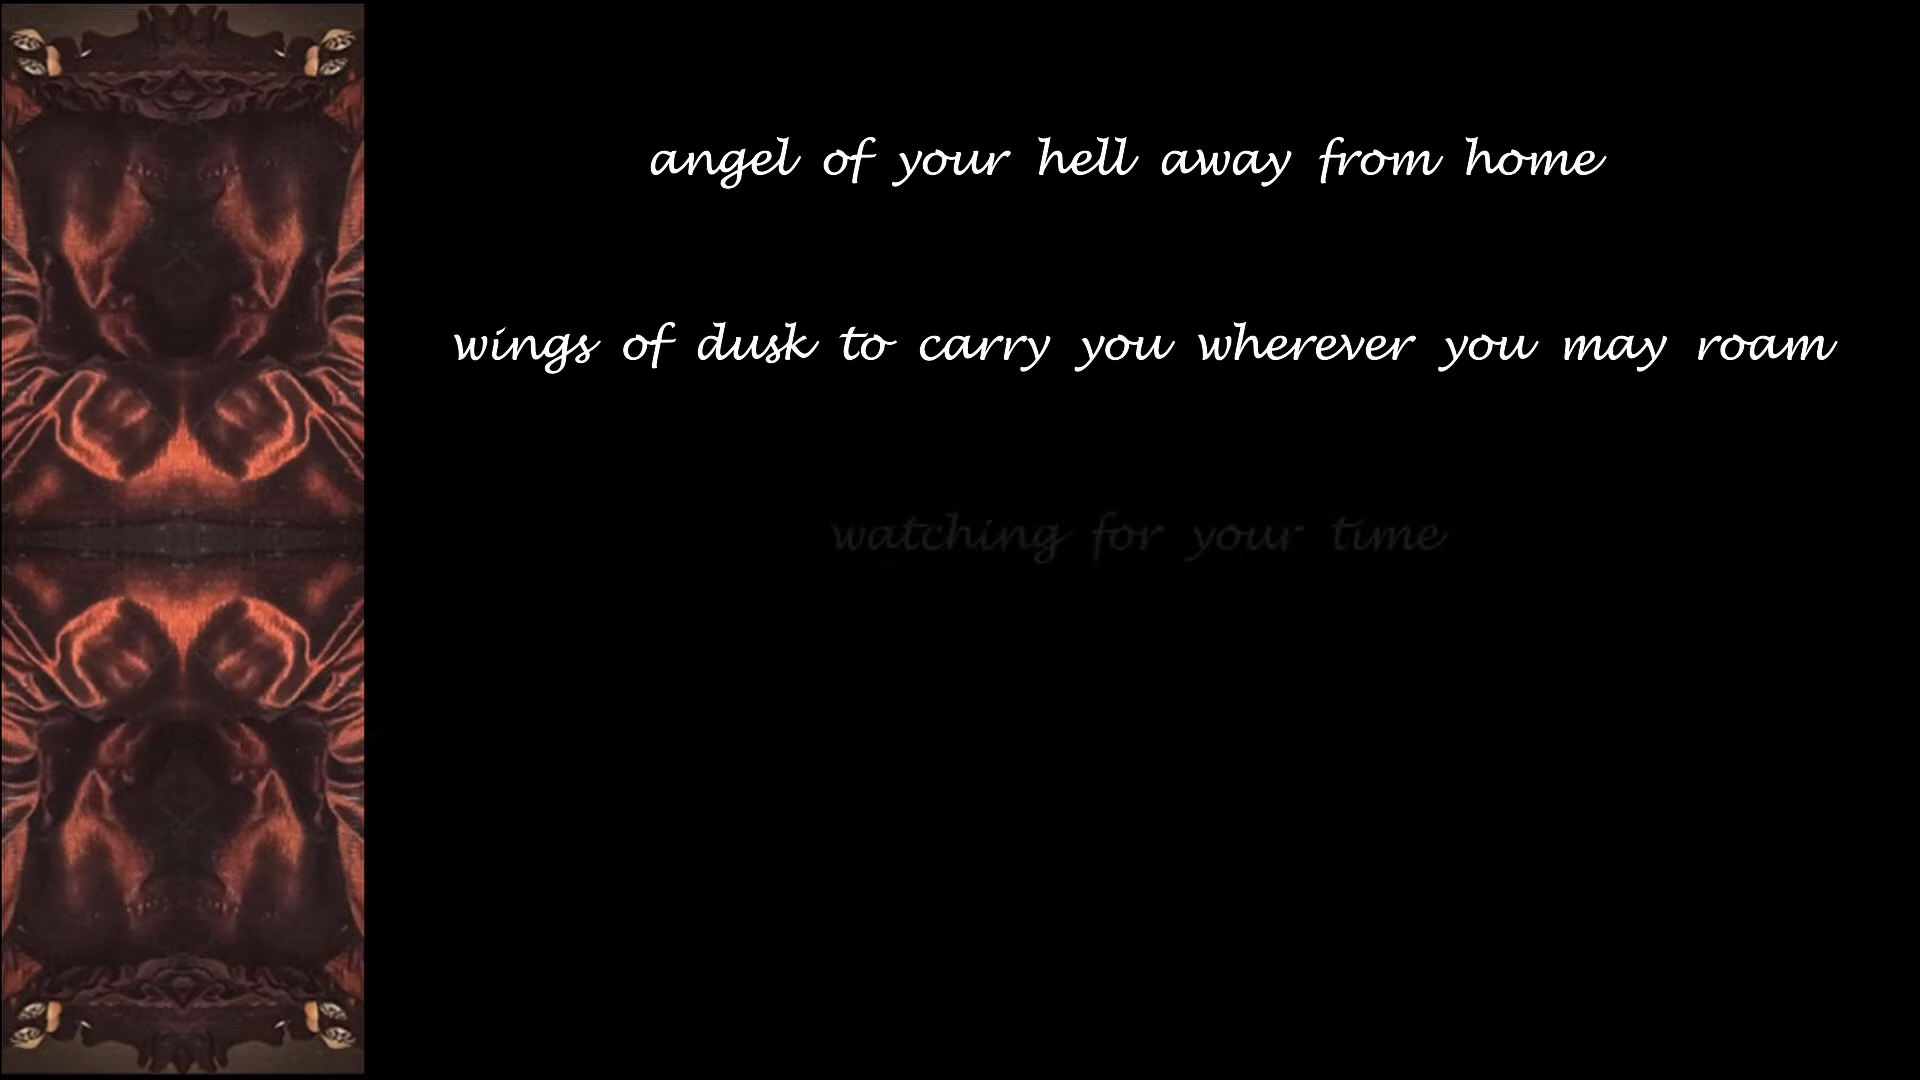 angel of your hell away from home
wings of dusk to carry you wherever you may roam
watching for your time